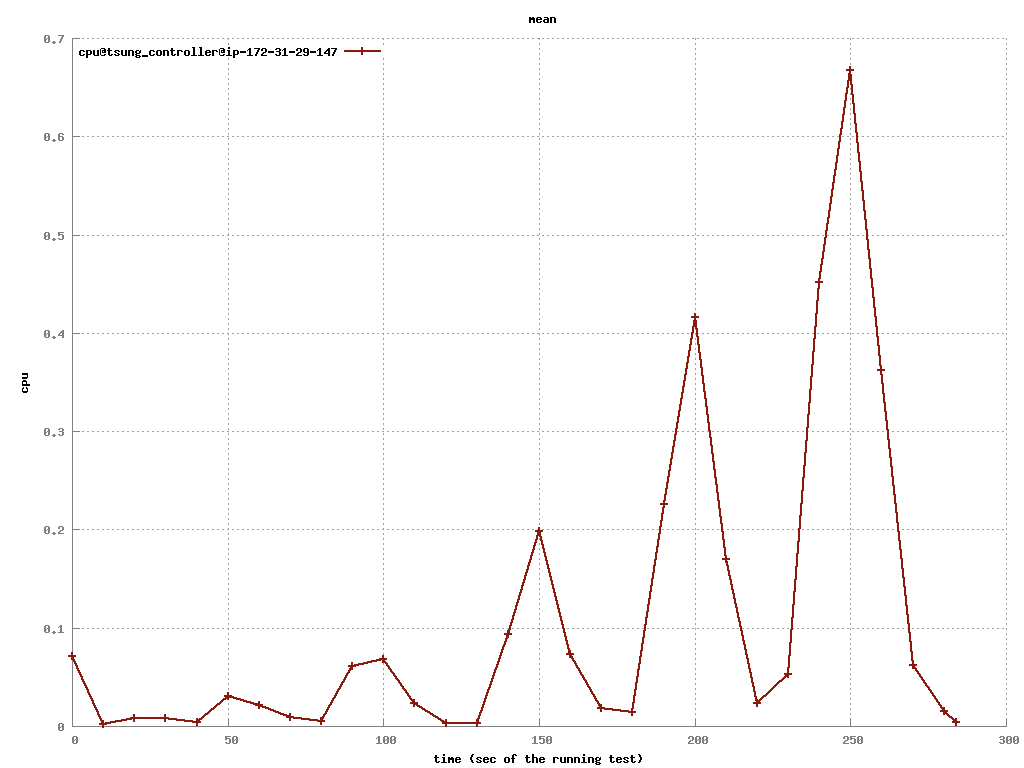 mean
0.7
cpu@tsung_controller@ip-172-31-29-147
0.6
0.5
0.4
cpu
0.3
0.2
0.1
0
0 50 100 150 200 250 300
time (sec of the running test)